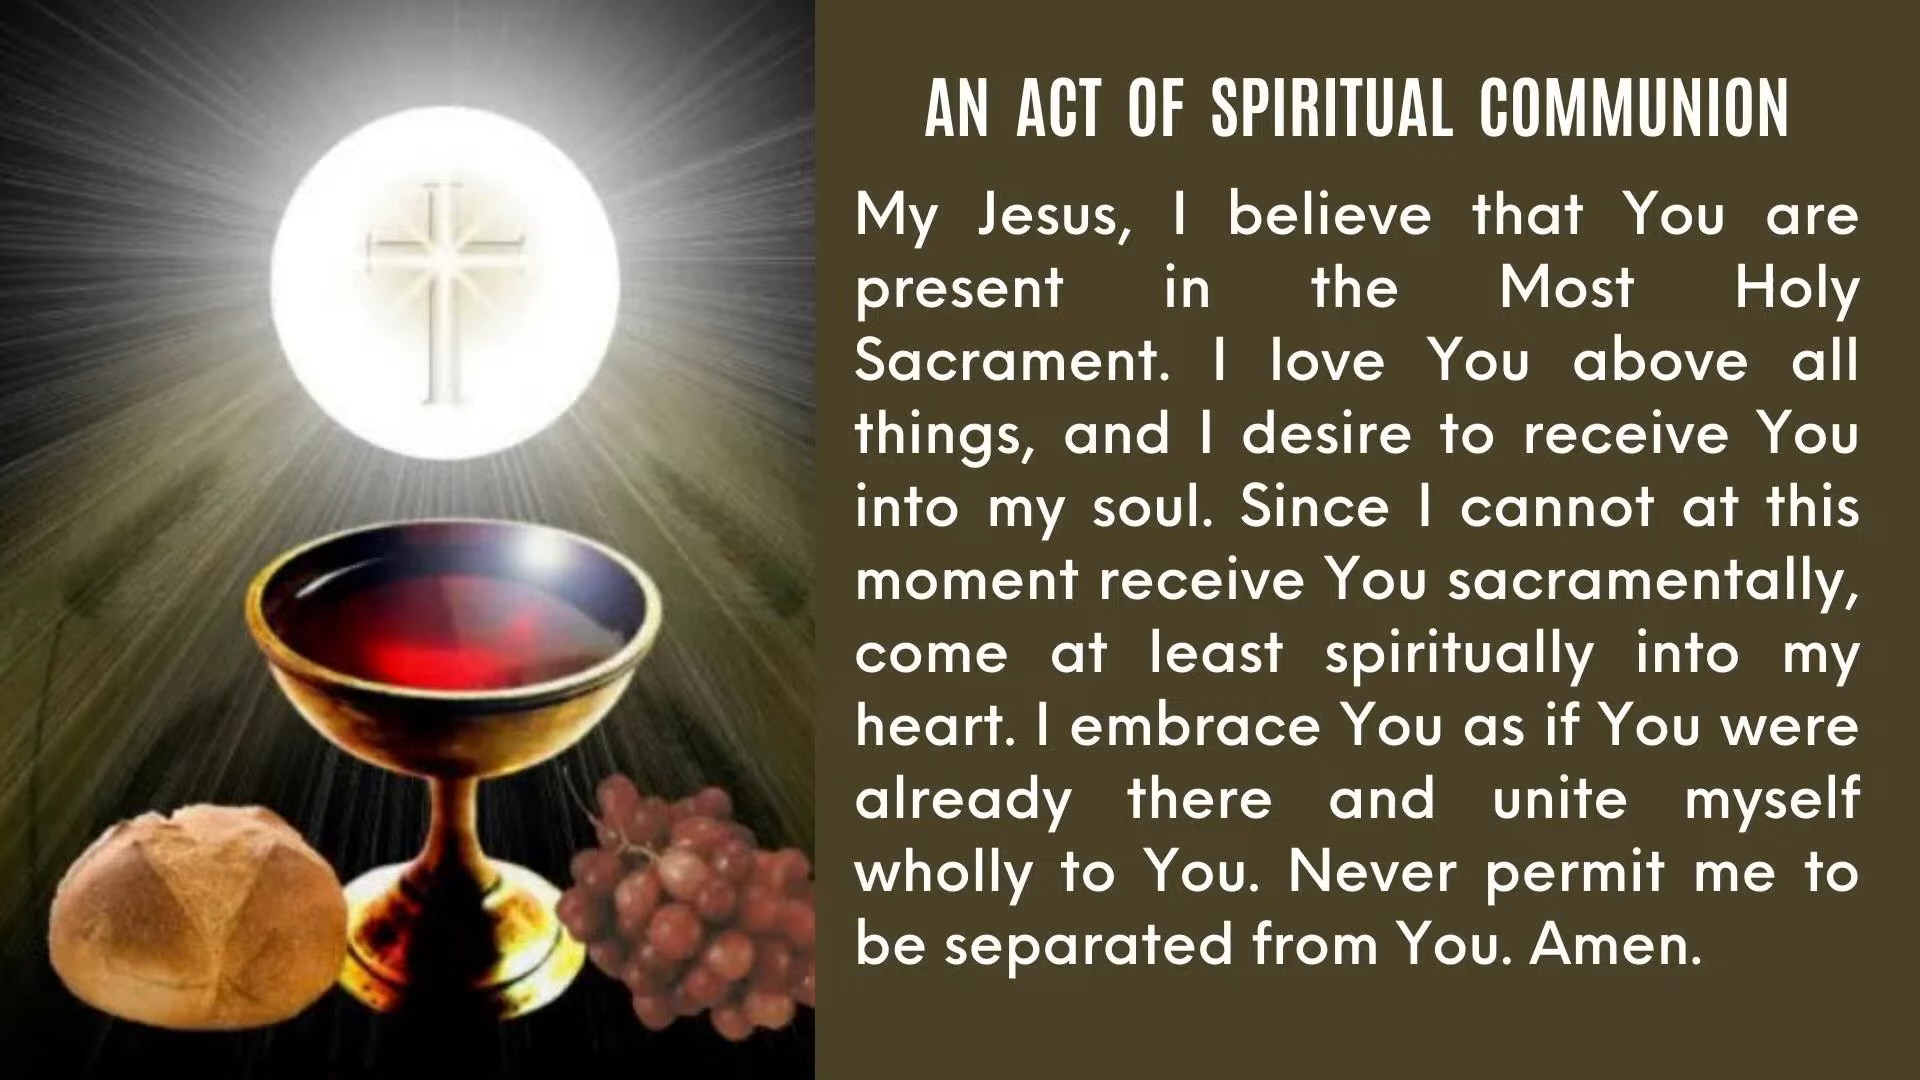 AN ACT OF SPIRITUAL COMMUNION
My Jesus, I believe that You are
present in the Most Holy
Sacrament. I love You above all
things, and I desire to receive You
into my soul. Since I cannot at this
moment receive You sacramentally,
come at least spiritually into my
heart. I embrace You as if You were
already there and unite myself
wholly to You. Never permit me to
be separated from You. Amen.